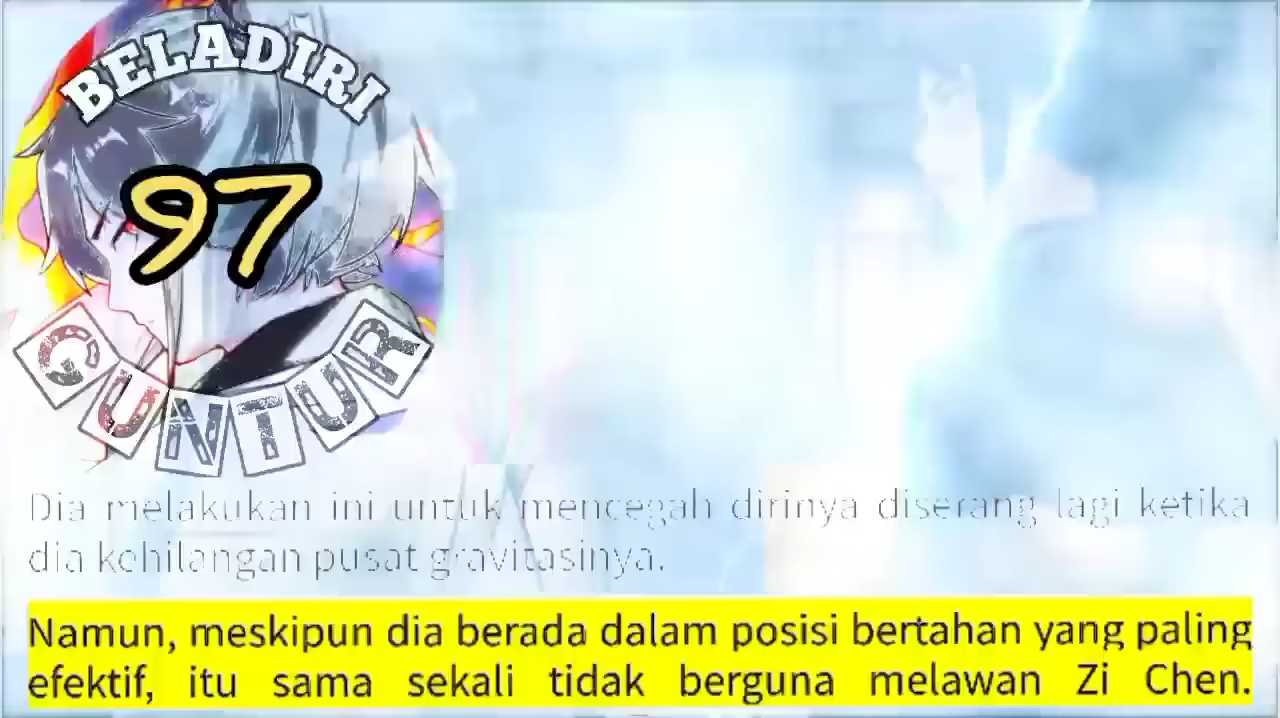 BELADIRI
97
GUNTUR
Dia melakukan ini untuk mencegah dirinya diserang lagi ketika
dia kehilangan pusat gravitasinya.
Namun, meskipun dia berada dalam posisi bertahan yang paling
efektif, itu sama sekali tidak berguna melawan Zi Chen.